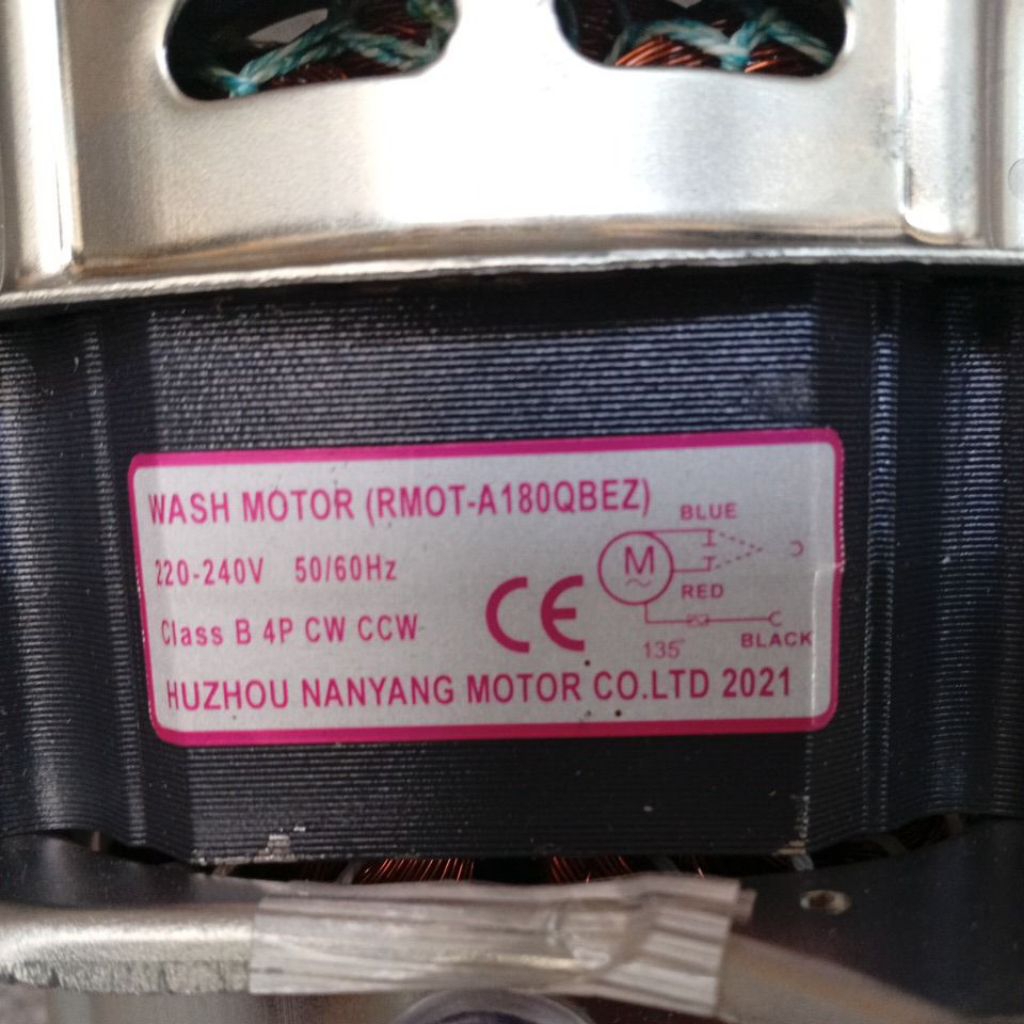 WASH MOTOR (RMOT-A180QBEZ)
BLUE
220-240V 50/60Hz
M
RED
Class B 4P CW CCW
CE
BLACK
135°
HUZHOU NANYANG MOTOR CO.LTD 2021